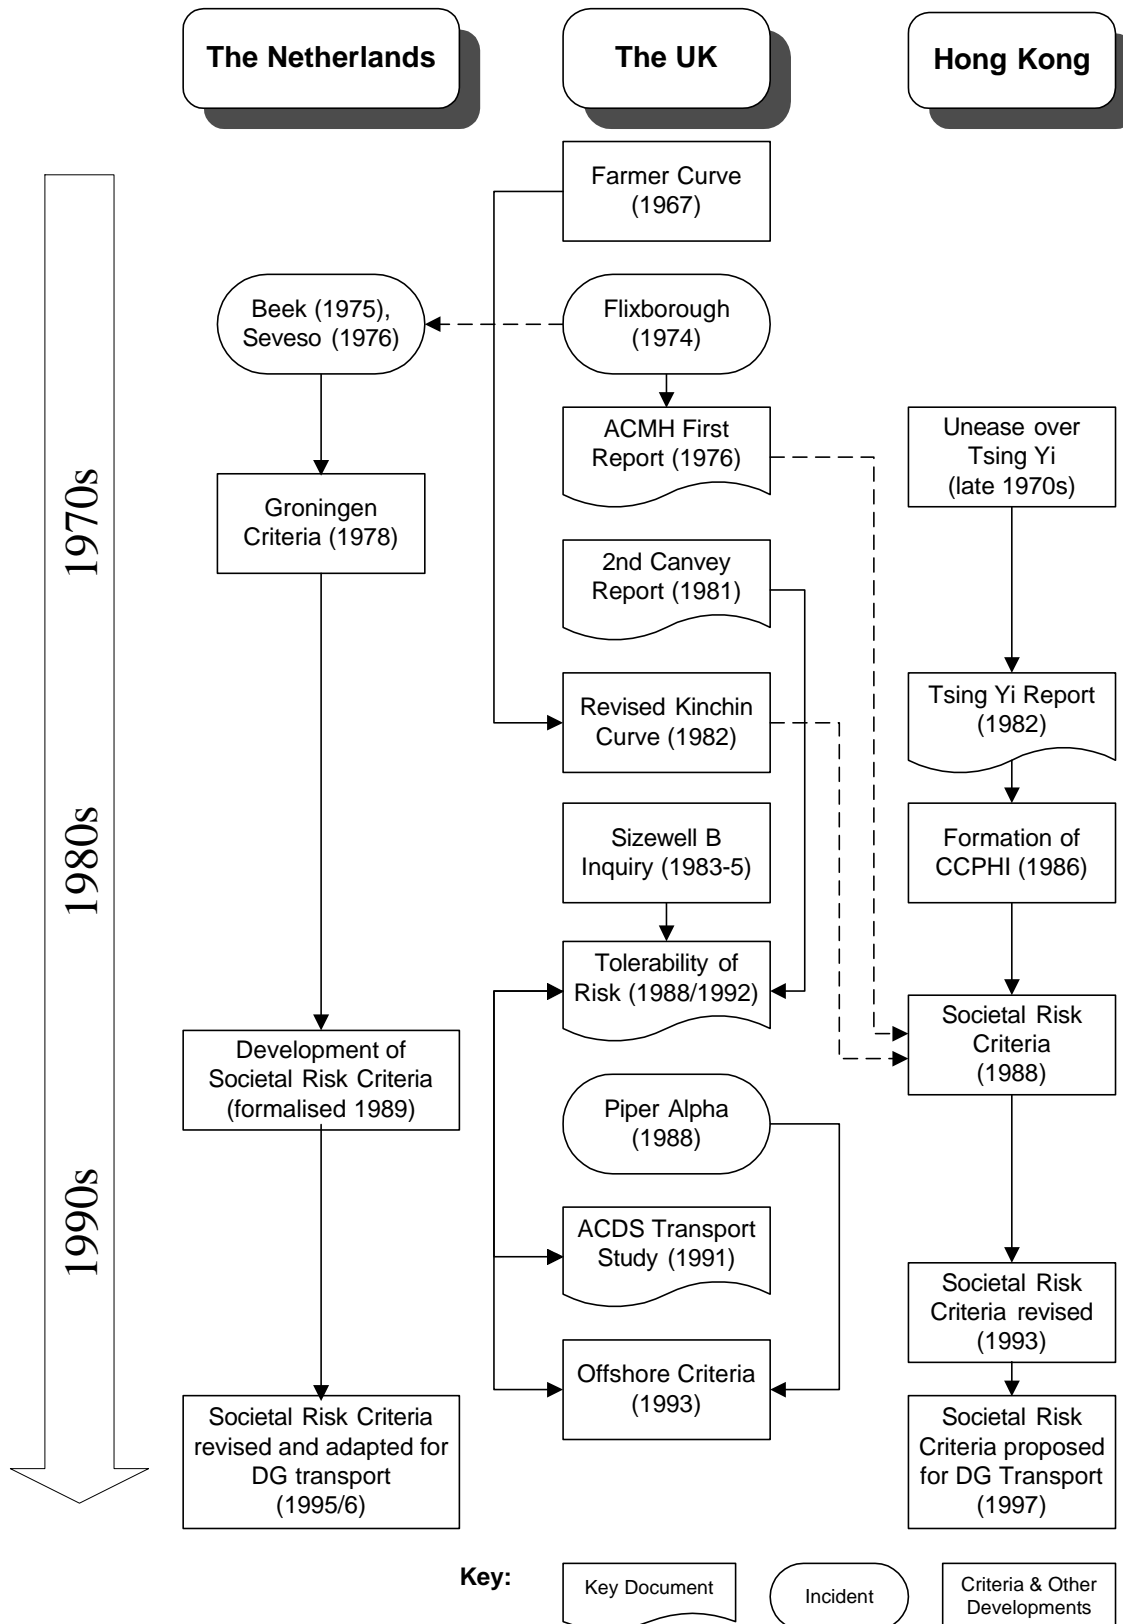 The Netherlands
The UK
Hong Kong
1970s
1980s
1990s
Farmer Curve
(1967)
Beek (1975),
Seveso (1976)
Flixborough
(1974)
ACMH First
Report (1976)
Unease over
Tsing Yi
(late 1970s)
Groningen
Criteria (1978)
2nd Canvey
Report (1981)
Revised Kinchin
Curve (1982)
Tsing Yi Report
(1982)
Sizewell B
Inquiry (1983-5)
Formation of
CCPHI (1986)
Tolerability of
Risk (1988/1992)
Societal Risk
Criteria
(1988)
Development of
Societal Risk Criteria
(formalised 1989)
Piper Alpha
(1988)
ACDS Transport
Study (1991)
Societal Risk
Criteria revised
(1993)
Offshore Criteria
(1993)
Societal Risk Criteria
revised and adapted for
DG transport
(1995/6)
Societal Risk
Criteria proposed
for DG Transport
(1997)
Key:
Key Document
Incident
Criteria & Other
Developments